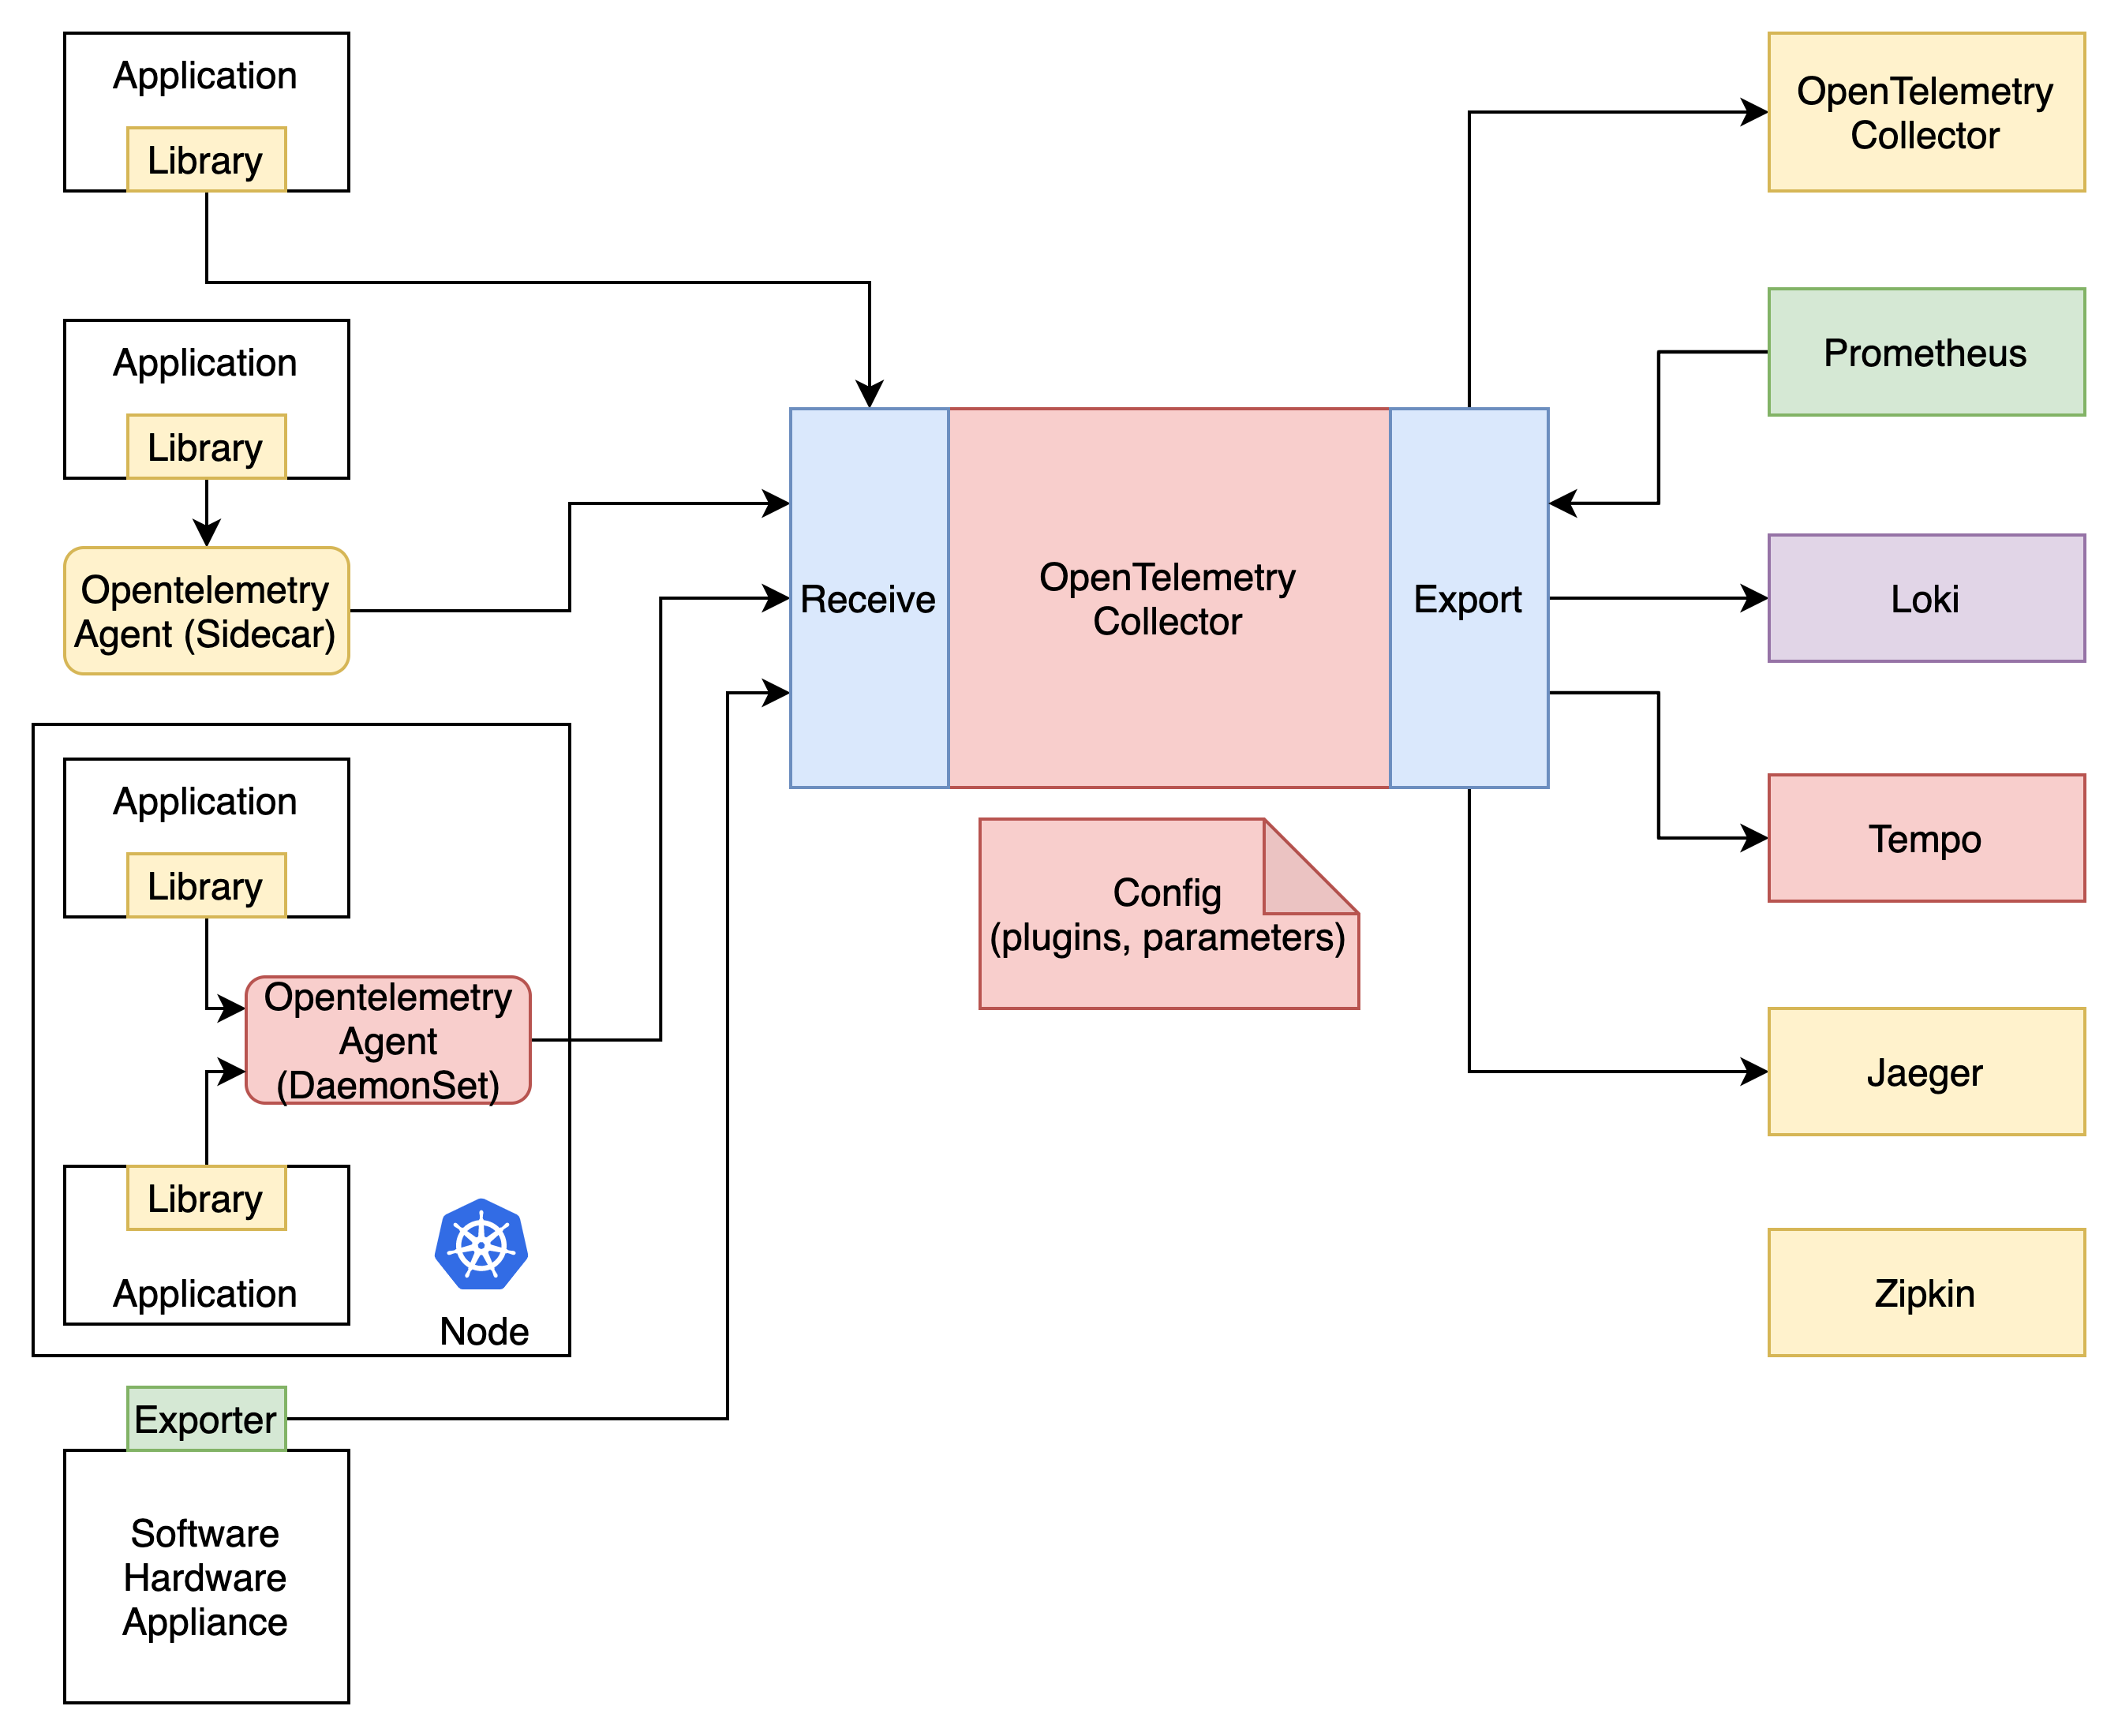 Application
Library
Application
Library
Opentelemetry
Agent (Sidecar)
Application
Library
Opentelemetry
Agent
(DaemonSet)
Library
Application
Node
Exporter
Software
Hardware
Appliance
Receive
OpenTelemetry
Collector
Export
Config
(plugins, parameters)
OpenTelemetry
Collector
Prometheus
Loki
Tempo
Jaeger
Zipkin